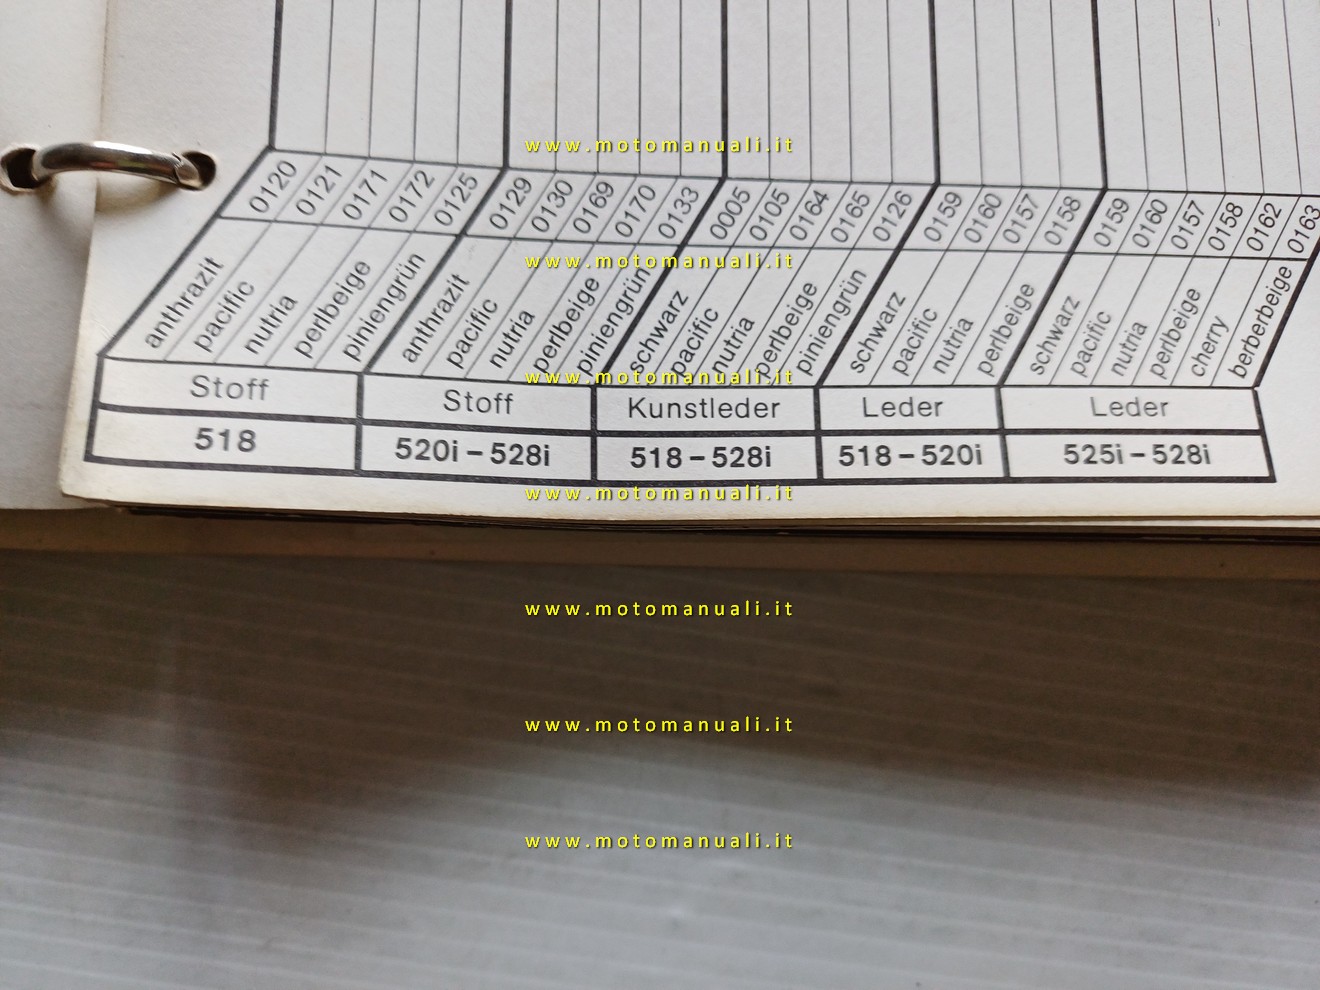 www.motomanuali.it
0120 0121 0171 0172 0125 0129 0130 0169 0170 0133 0005 0105 0164 0165 0126 0159 0160 0157 0158 0159 0160 0157 0158 0162 0163
www.motomanuali.it
anthrazit pacific nutria perlbeige piniengrün anthrazit pacific nutria perlbeige piniengrün schwarz pacific nutria perlbeige piniengrün schwarz pacific nutria perlbeige schwarz pacific nutria perlbeige cherry berberbeige
www.motomanuali.it
Stoff Stoff Kunstleder Leder Leder
518 520i – 528i 518 – 528i 518 – 520i 525i – 528i
www.motomanuali.it
www.motomanuali.it
www.motomanuali.it
www.motomanuali.it